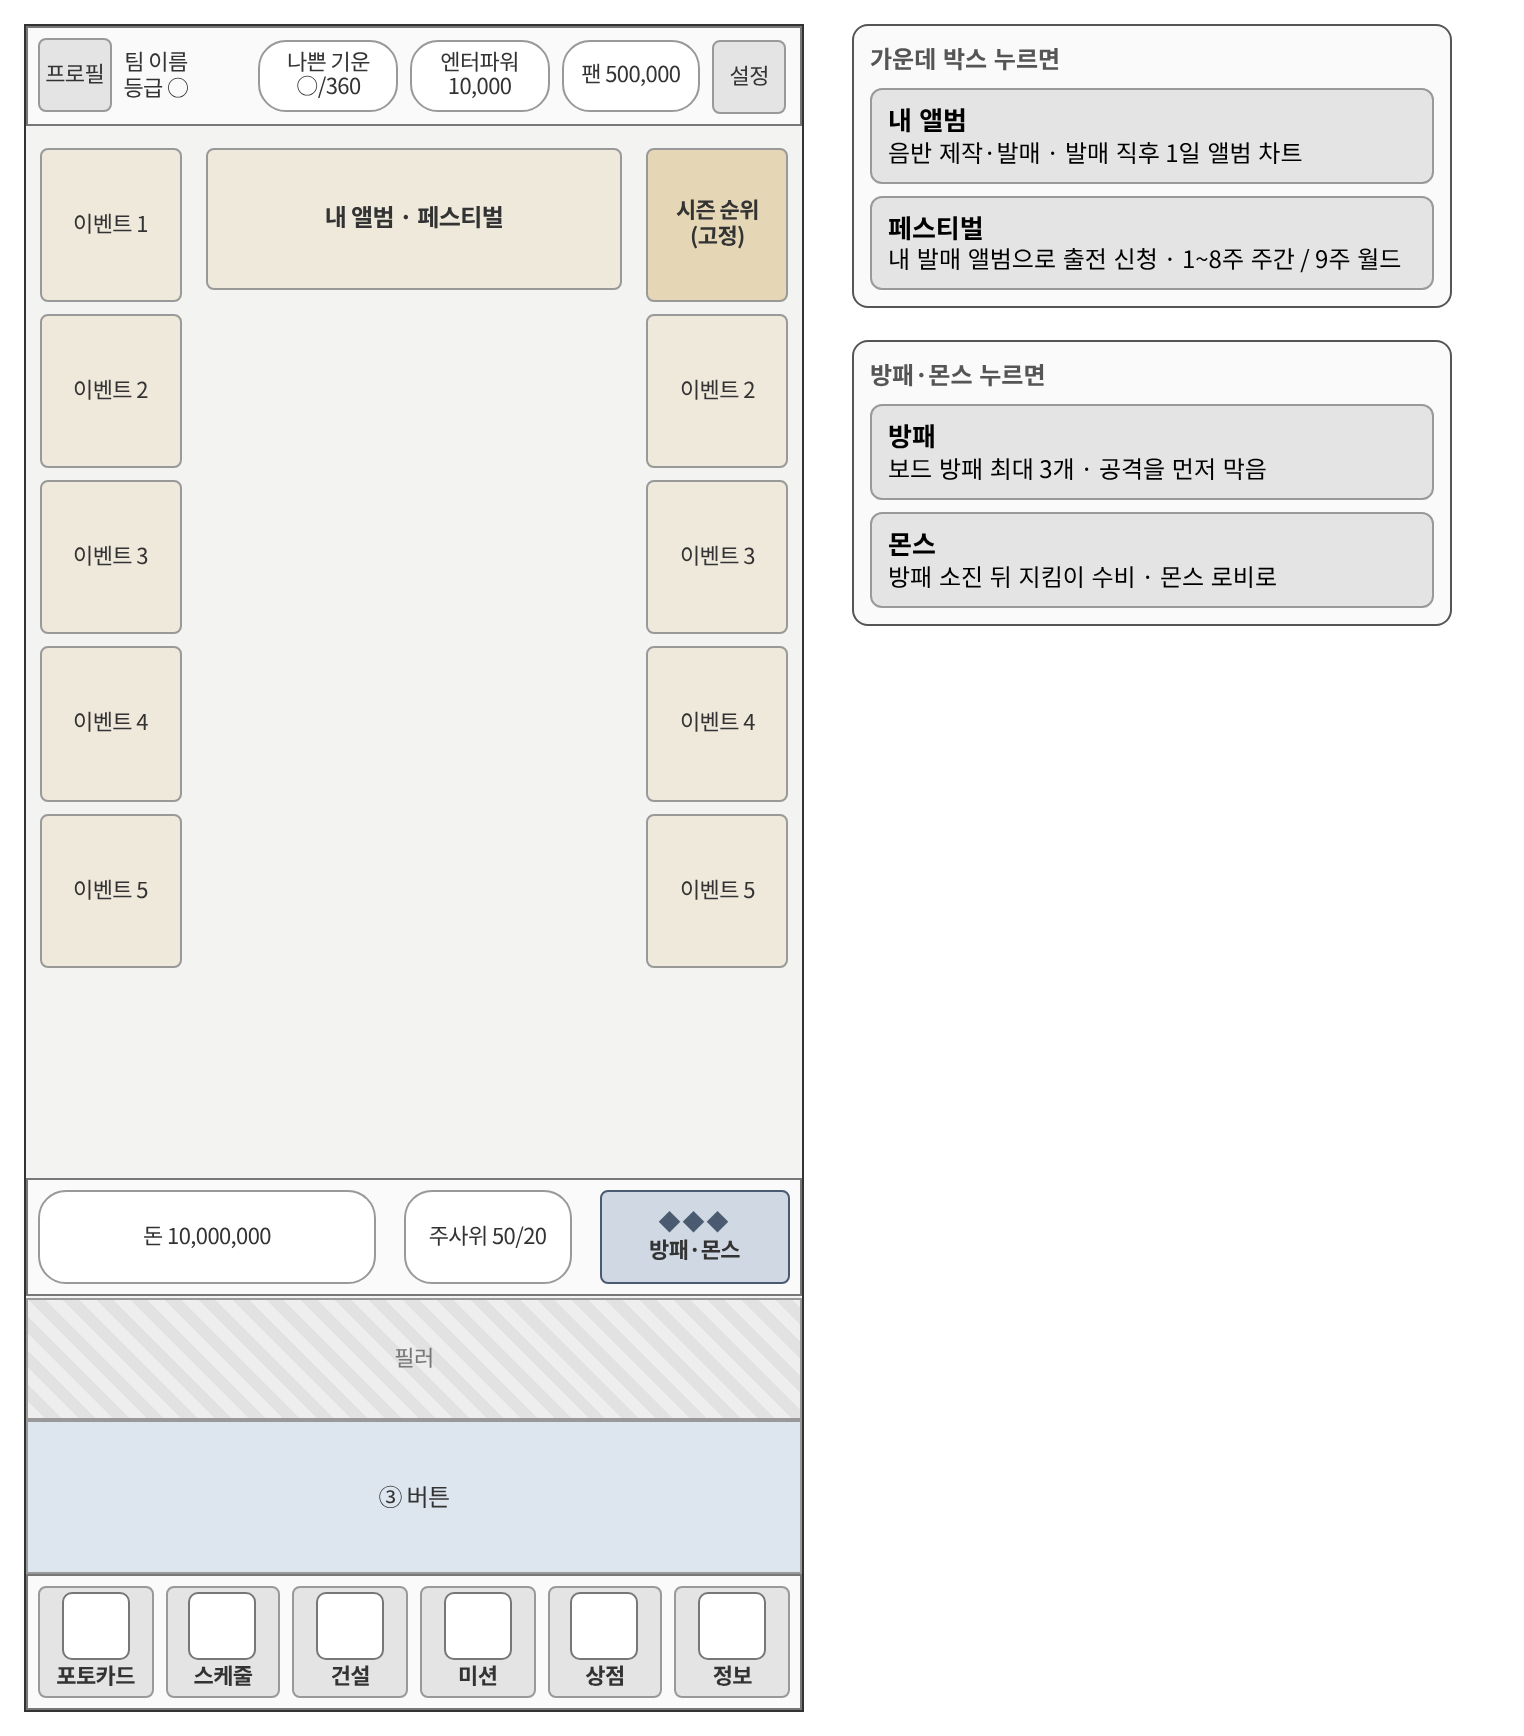 프로필
팀 이름
등급 ○
나쁜 기운
○/360
엔터파워
10,000
팬 500,000
설정
이벤트 1
내 앨범 · 페스티벌
시즌 순위
(고정)
이벤트 2
이벤트 2
이벤트 3
이벤트 3
이벤트 4
이벤트 4
이벤트 5
이벤트 5
돈 10,000,000
주사위 50/20
◆◆◆
방패·몬스
필러
③ 버튼
포토카드
스케줄
건설
미션
상점
정보
가운데 박스 누르면
내 앨범
음반 제작·발매 · 발매 직후 1일 앨범 차트
페스티벌
내 발매 앨범으로 출전 신청 · 1~8주 주간 / 9주 월드
방패·몬스 누르면
방패
보드 방패 최대 3개 · 공격을 먼저 막음
몬스
방패 소진 뒤 지킴이 수비 · 몬스 로비로